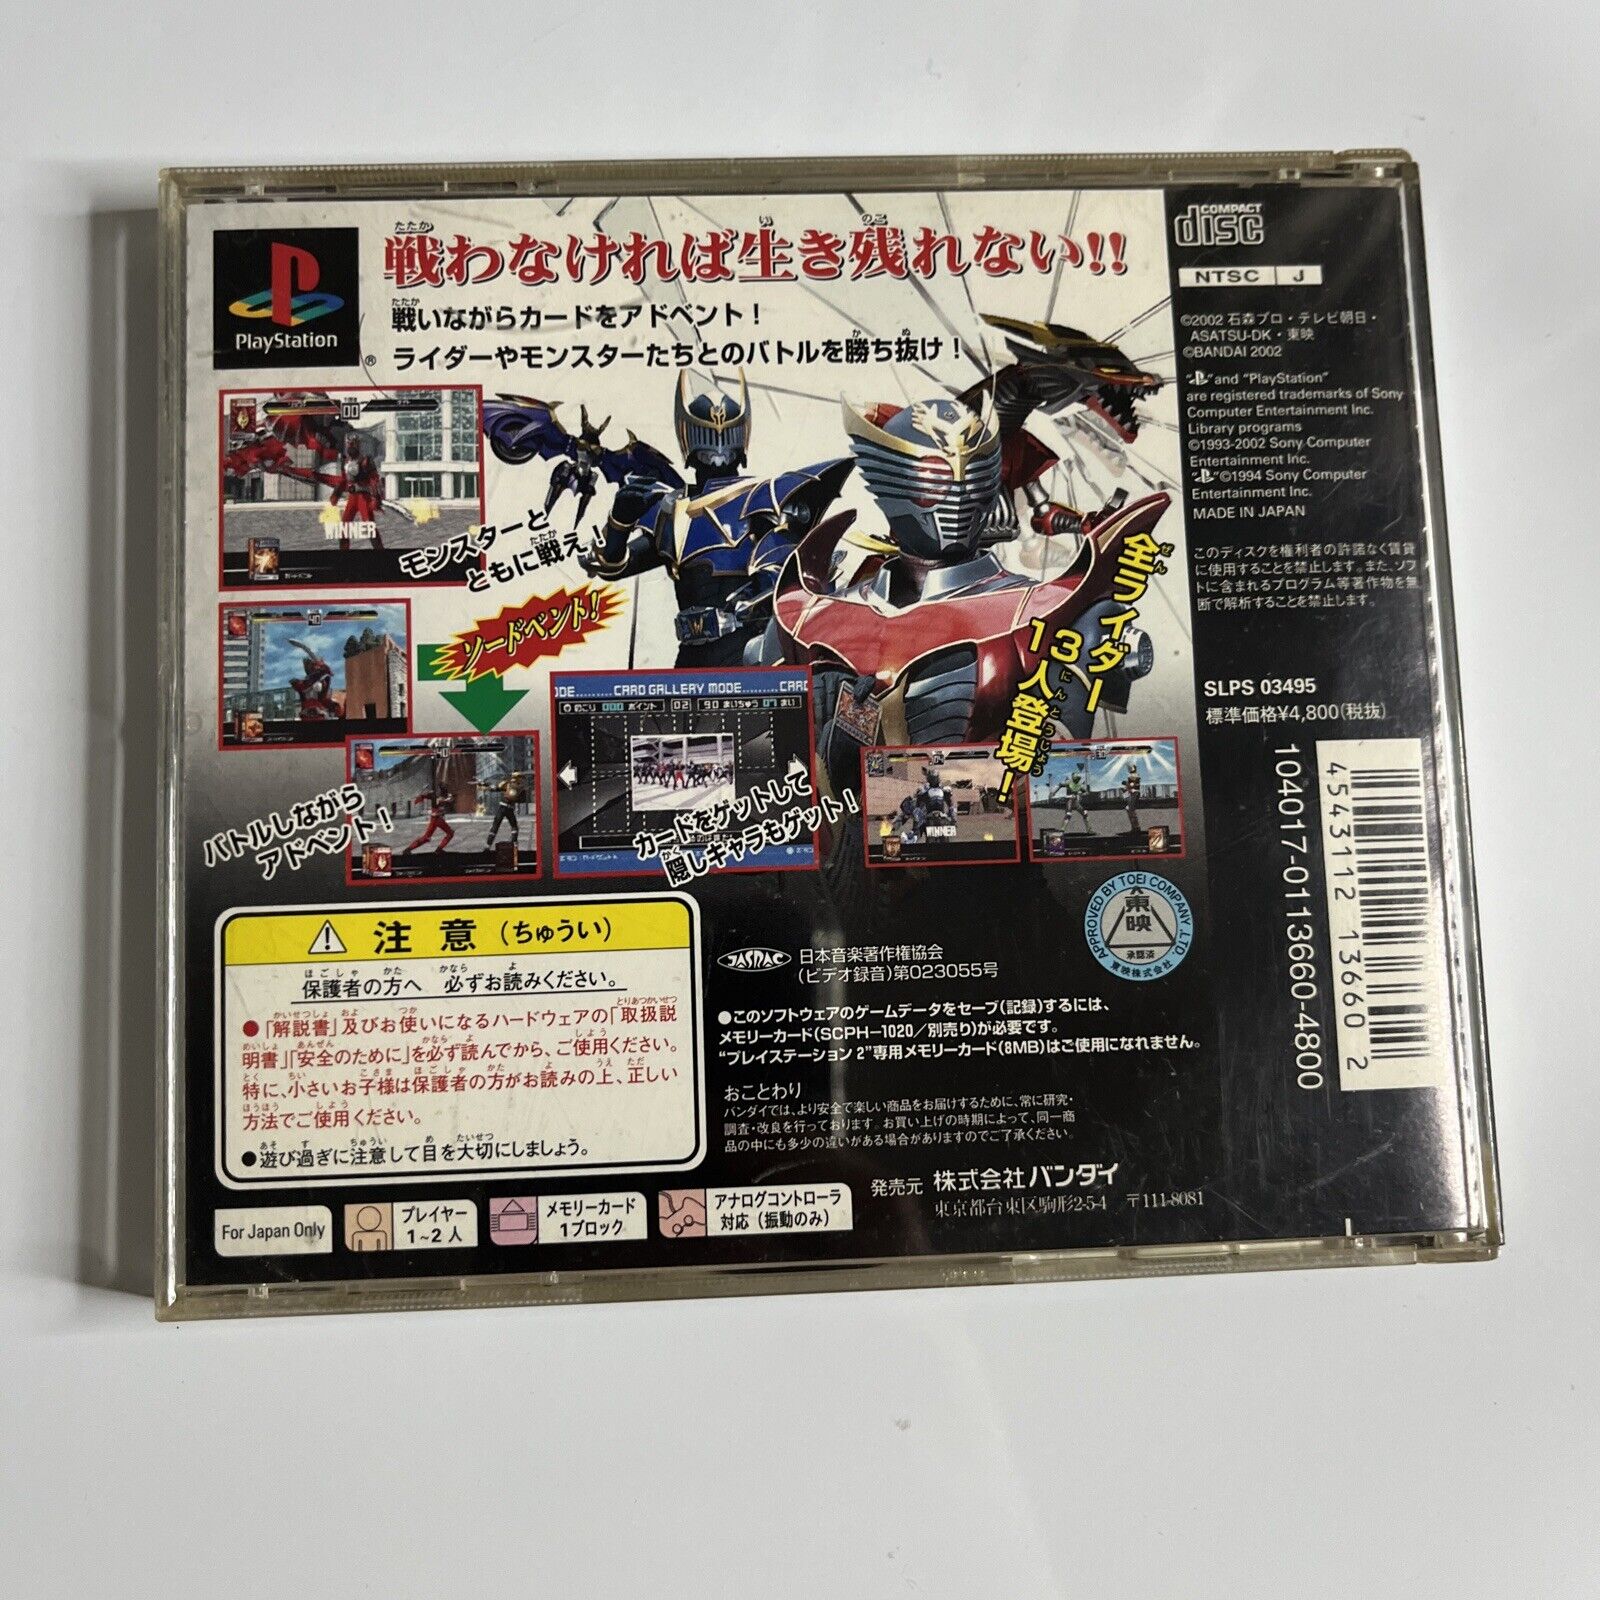 戦わなければ生き残れない!!
戦いながらカードをアドベント!
ライダーやモンスターたちとのバトルを勝ち抜け!
PlayStation
®
WINNER
モンスターと
ともに戦え!
ソードベント!
バトルしながら
アドベント!
CARD GALLERY MODE
のこり 000 ポイント
カードをゲットして
隠しキャラもゲット!
全ライダー
13人登場!
WINNER
COMPACT
disc
NTSC J
©2002 石森プロ・テレビ朝日・
ASATSU-DK・東映
©BANDAI 2002
" " and "PlayStation"
are registered trademarks of Sony
Computer Entertainment Inc.
Library programs
©1993-2002 Sony Computer
Entertainment Inc.
" "©1994 Sony Computer
Entertainment Inc.
MADE IN JAPAN
このディスクを権利者の許諾なく賃貸
に使用することを禁止します。また、ソフ
トに含まれるプログラム等著作物を無
断で解析することを禁止します。
SLPS 03495
標準価格¥4,800(税抜)
4543112 13660 2
1040117-0113660-4800
APPROVED BY TOEI COMPANY, LTD.
東映
承認済
東映株式会社
注意(ちゅうい)
保護者の方へ 必ずお読みください。
●「解説書」及びお使いになるハードウェアの「取扱説
明書」「安全のために」を必ず読んでから、ご使用ください。
特に、小さいお子様は保護者の方がお読みの上、正しい
方法でご使用ください。
●遊び過ぎに注意して目を大切にしましょう。
JASRAC
日本音楽著作権協会
(ビデオ録音)第023055号
●このソフトウェアのゲームデータをセーブ(記録)するには、
メモリーカード(SCPH-1020/別売り)が必要です。
"プレイステーション 2"専用メモリーカード(8MB)はご使用になれません。
おことわり
バンダイでは、より安全で楽しい商品をお届けするために、常に研究・
調査・改良を行っております。お買い上げの時期によって、同一商
品の中にも多少の違いがある場合がありますのでご了承ください。
発売元 株式会社バンダイ
東京都台東区駒形2-5-4 〒111-8081
For Japan Only
プレイヤー
1~2人
メモリーカード
1ブロック
アナログコントローラ
対応(振動のみ)